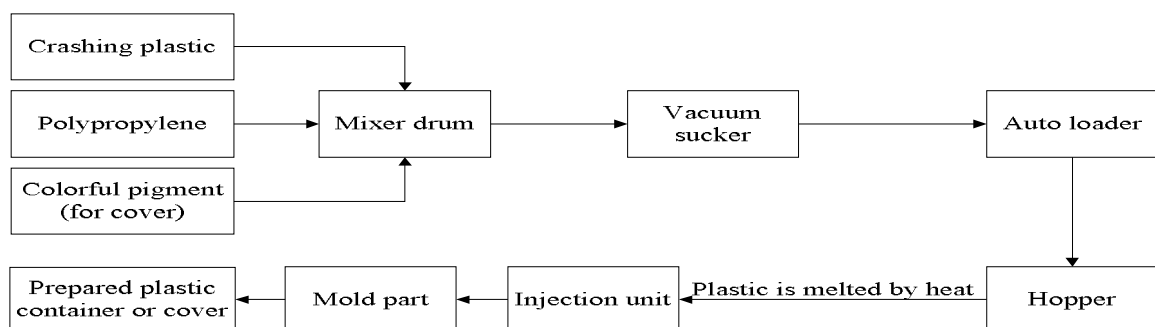 Crashing plastic
Polypropylene
Mixer drum
Vacuum
sucker
Auto loader
Colorful pigment
(for cover)
Prepared plastic
container or cover
Mold part
Injection unit
Plastic is melted by heat
Hopper